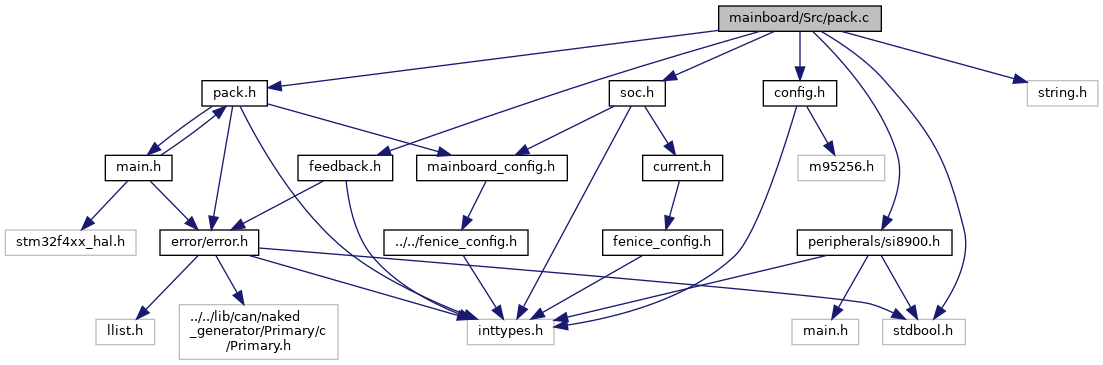 mainboard/Src/pack.c
pack.h
soc.h
config.h
string.h
main.h
feedback.h
mainboard_config.h
current.h
m95256.h
stm32f4xx_hal.h
error/error.h
../../fenice_config.h
fenice_config.h
peripherals/si8900.h
llist.h
../../lib/can/naked
_generator/Primary/c
/Primary.h
inttypes.h
main.h
stdbool.h